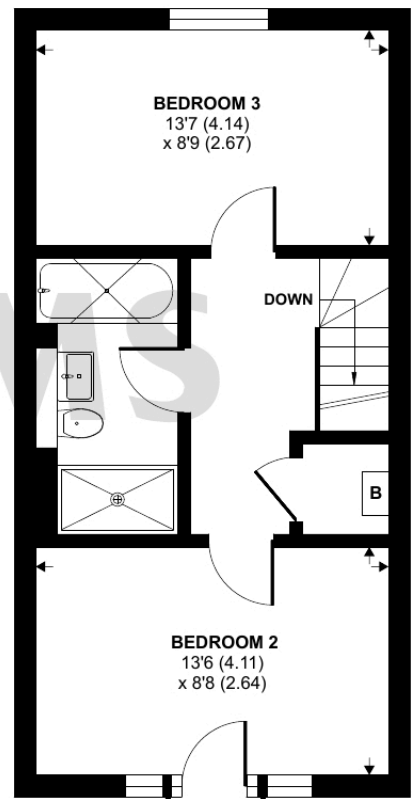 BEDROOM 3
13'7 (4.14)
x 8'9 (2.67)
DOWN
MS
B
BEDROOM 2
13'6 (4.11)
x 8'8 (2.64)